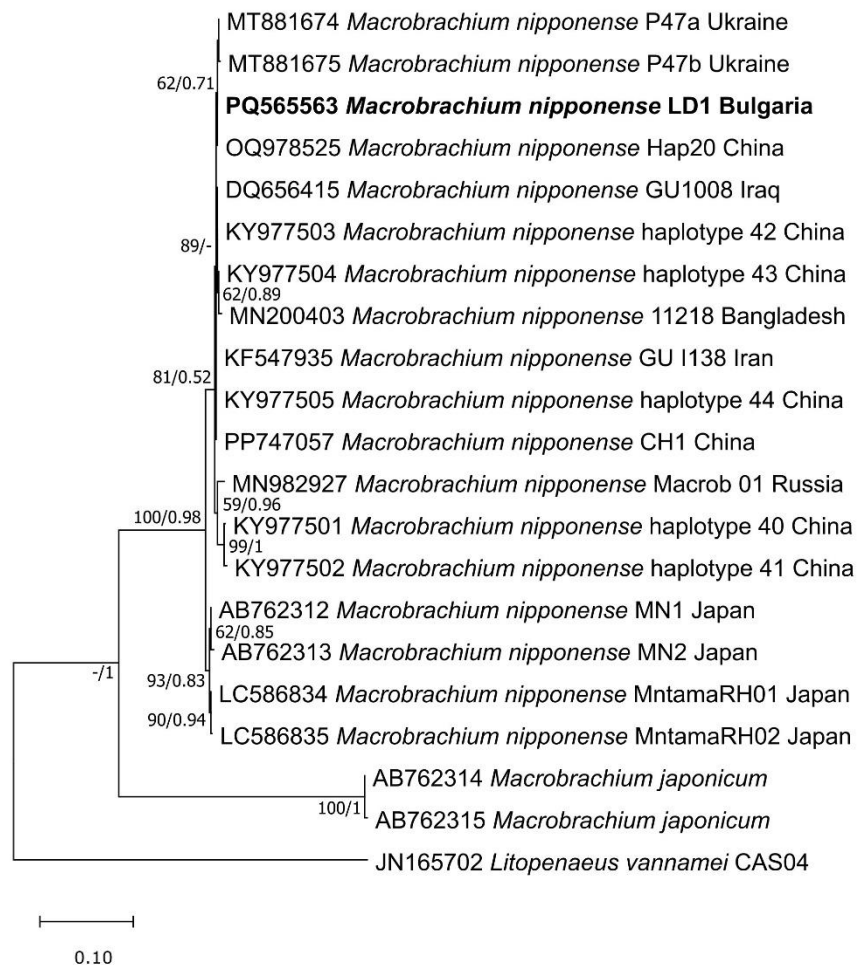 MT881674 Macrobrachium nipponense P47a Ukraine
MT881675 Macrobrachium nipponense P47b Ukraine
62/0.71
PQ565563 Macrobrachium nipponense LD1 Bulgaria
OQ978525 Macrobrachium nipponense Hap20 China
DQ656415 Macrobrachium nipponense GU1008 Iraq
KY977503 Macrobrachium nipponense haplotype 42 China
89/-
KY977504 Macrobrachium nipponense haplotype 43 China
62/0.89
MN200403 Macrobrachium nipponense 11218 Bangladesh
KF547935 Macrobrachium nipponense GU I138 Iran
81/0.52
KY977505 Macrobrachium nipponense haplotype 44 China
PP747057 Macrobrachium nipponense CH1 China
MN982927 Macrobrachium nipponense Macrob 01 Russia
59/0.96
100/0.98
KY977501 Macrobrachium nipponense haplotype 40 China
99/1
KY977502 Macrobrachium nipponense haplotype 41 China
AB762312 Macrobrachium nipponense MN1 Japan
62/0.85
AB762313 Macrobrachium nipponense MN2 Japan
-/1
93/0.83
LC586834 Macrobrachium nipponense MntamaRH01 Japan
90/0.94
LC586835 Macrobrachium nipponense MntamaRH02 Japan
AB762314 Macrobrachium japonicum
100/1
AB762315 Macrobrachium japonicum
JN165702 Litopenaeus vannamei CAS04
0.10